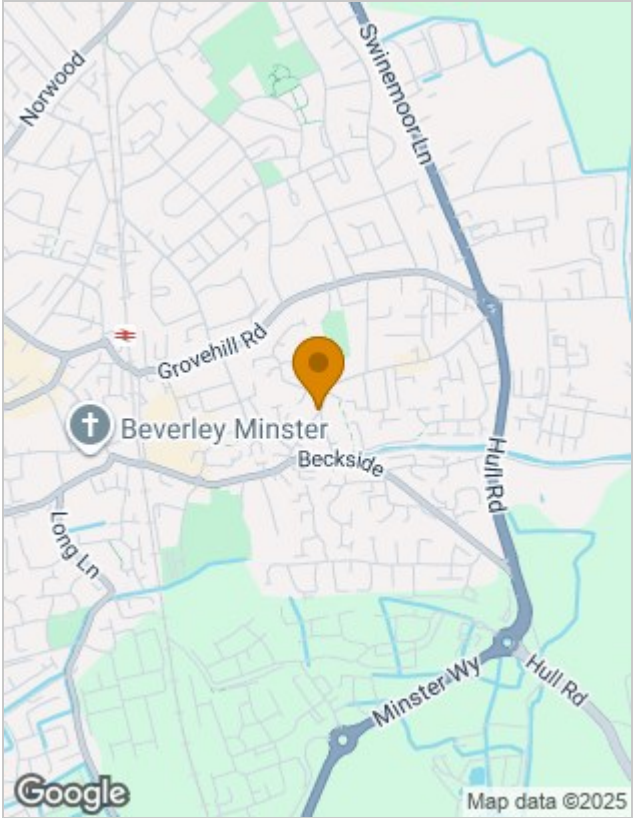 Norwood
Swinemoor Ln
Grovehill Rd
Beverley Minster
Beckside
Hull Rd
Long Ln
Minster Wy
Hull Rd
Google
Map data ©2025